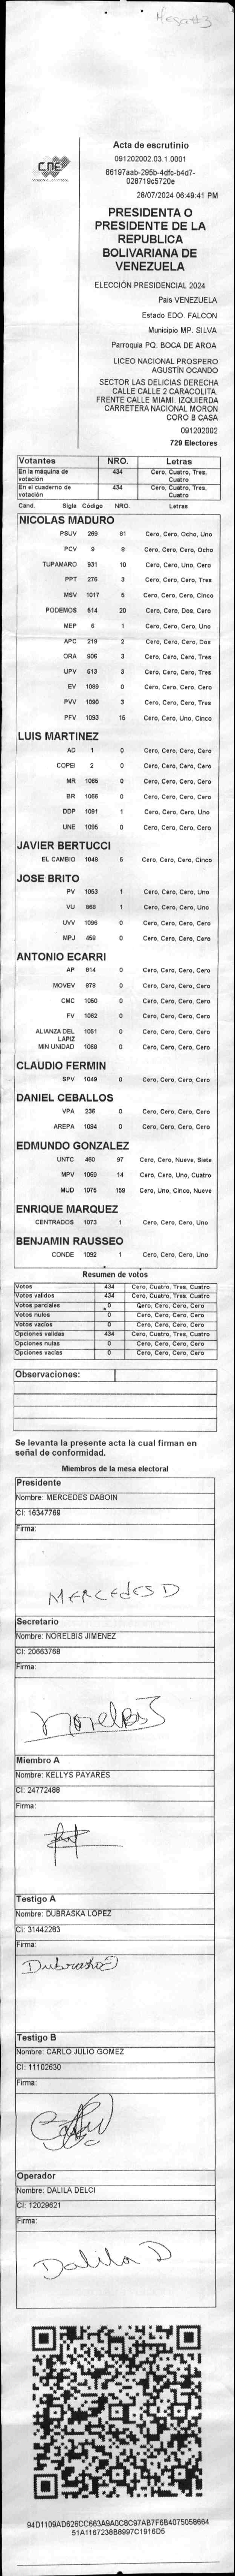 Mesa #3
CNE
Acta de escrutinio
091202002.03.1.0001
86197aab-295b-4dfc-b4d7-
028719c5720e
28/07/2024 06:49:41 PM
PRESIDENTA O
PRESIDENTE DE LA
REPUBLICA
BOLIVARIANA DE
VENEZUELA
ELECCIÓN PRESIDENCIAL 2024
Pais VENEZUELA
Estado EDO. FALCON
Municipio MP. SILVA
Parroquia PQ. BOCA DE AROA
LICEO NACIONAL PROSPERO
AGUSTÍN OCANDO
SECTOR LAS DELICIAS DERECHA
CALLE CALLE 2 CARACOLITA.
FRENTE CALLE MIAMI. IZQUIERDA
CARRETERA NACIONAL MORON
CORO B CASA
091202002
729 Electores
Votantes NRO. Letras
En la máquina de votación 434 Cero, Cuatro, Tres, Cuatro
En el cuaderno de votación 434 Cero, Cuatro, Tres, Cuatro
Cand. Sigla Código NRO. Letras
NICOLAS MADURO
PSUV 269 81 Cero, Cero, Ocho, Uno
PCV 9 8 Cero, Cero, Cero, Ocho
TUPAMARO 931 10 Cero, Cero, Uno, Cero
PPT 276 3 Cero, Cero, Cero, Tres
MSV 1017 5 Cero, Cero, Cero, Cinco
PODEMOS 514 20 Cero, Cero, Dos, Cero
MEP 6 1 Cero, Cero, Cero, Uno
APC 219 2 Cero, Cero, Cero, Dos
ORA 906 3 Cero, Cero, Cero, Tres
UPV 513 3 Cero, Cero, Cero, Tres
EV 1089 0 Cero, Cero, Cero, Cero
PVV 1090 3 Cero, Cero, Cero, Tres
PFV 1093 15 Cero, Cero, Uno, Cinco
LUIS MARTINEZ
AD 1 0 Cero, Cero, Cero, Cero
COPEI 2 0 Cero, Cero, Cero, Cero
MR 1065 0 Cero, Cero, Cero, Cero
BR 1066 0 Cero, Cero, Cero, Cero
DDP 1091 1 Cero, Cero, Cero, Uno
UNE 1095 0 Cero, Cero, Cero, Cero
JAVIER BERTUCCI
EL CAMBIO 1048 5 Cero, Cero, Cero, Cinco
JOSE BRITO
PV 1053 1 Cero, Cero, Cero, Uno
VU 968 1 Cero, Cero, Cero, Uno
UVV 1096 0 Cero, Cero, Cero, Cero
MPJ 458 0 Cero, Cero, Cero, Cero
ANTONIO ECARRI
AP 914 0 Cero, Cero, Cero, Cero
MOVEV 979 0 Cero, Cero, Cero, Cero
CMC 1050 0 Cero, Cero, Cero, Cero
FV 1062 0 Cero, Cero, Cero, Cero
ALIANZA DEL LAPIZ 1051 0 Cero, Cero, Cero, Cero
MIN UNIDAD 1068 0 Cero, Cero, Cero, Cero
CLAUDIO FERMIN
SPV 1049 0 Cero, Cero, Cero, Cero
DANIEL CEBALLOS
VPA 236 0 Cero, Cero, Cero, Cero
AREPA 1094 0 Cero, Cero, Cero, Cero
EDMUNDO GONZALEZ
UNTC 460 97 Cero, Cero, Nueve, Siete
MPV 1069 14 Cero, Cero, Uno, Cuatro
MUD 1075 159 Cero, Uno, Cinco, Nueve
ENRIQUE MARQUEZ
CENTRADOS 1073 1 Cero, Cero, Cero, Uno
BENJAMIN RAUSSEO
CONDE 1092 1 Cero, Cero, Cero, Uno
Resumen de votos
Votos 434 Cero, Cuatro, Tres, Cuatro
Votos validos 434 Cero, Cuatro, Tres, Cuatro
Votos parciales 0 Cero, Cero, Cero, Cero
Votos nulos 0 Cero, Cero, Cero, Cero
Votos vacios 0 Cero, Cero, Cero, Cero
Opciones validas 434 Cero, Cuatro, Tres, Cuatro
Opciones nulas 0 Cero, Cero, Cero, Cero
Opciones vacias 0 Cero, Cero, Cero, Cero
Observaciones:
Se levanta la presente acta la cual firman en
señal de conformidad.
Miembros de la mesa electoral
Presidente
Nombre: MERCEDES DABOIN
CI: 16347769
Firma:
MERCEDES D
Secretario
Nombre: NORELBIS JIMENEZ
CI: 20663768
Firma:
Norelbis J
Miembro A
Nombre: KELLYS PAYARES
CI: 24772488
Firma:
Testigo A
Nombre: DUBRASKA LOPEZ
CI: 31442283
Firma:
Dubraska
Testigo B
Nombre: CARLO JULIO GOMEZ
CI: 11102630
Firma:
Operador
Nombre: DALILA DELCI
CI: 12029621
Firma:
Dalila D
94D1109AD626CC663A9A0C8C97AB7F6B4075058664
51A1167238B8997C1916D5